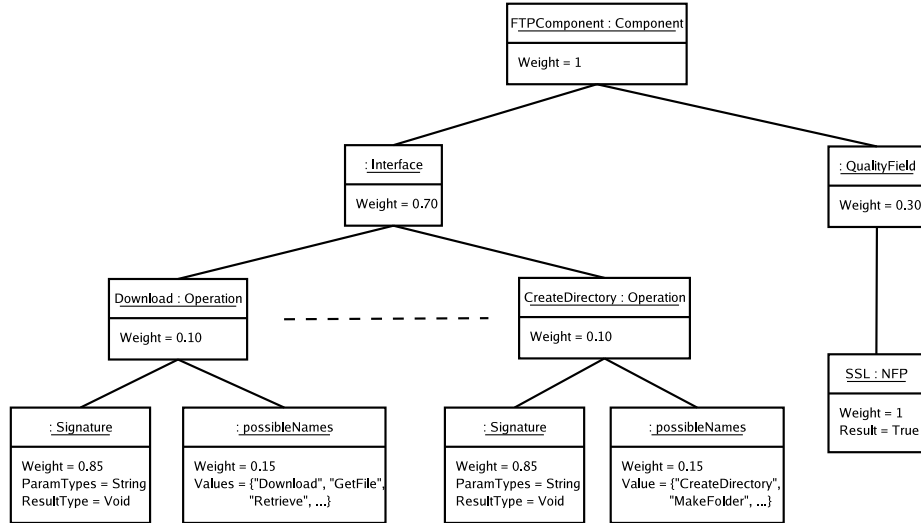 FTPComponent : Component
Weight = 1
: Interface
Weight = 0.70
: QualityField
Weight = 0.30
Download : Operation
Weight = 0.10
CreateDirectory : Operation
Weight = 0.10
SSL : NFP
Weight = 1
Result = True
: Signature
Weight = 0.85
ParamTypes = String
ResultType = Void
: possibleNames
Weight = 0.15
Values = {"Download", "GetFile",
"Retrieve", ...}
: Signature
Weight = 0.85
ParamTypes = String
ResultType = Void
: possibleNames
Weight = 0.15
Value = {"CreateDirectory",
"MakeFolder", ...}